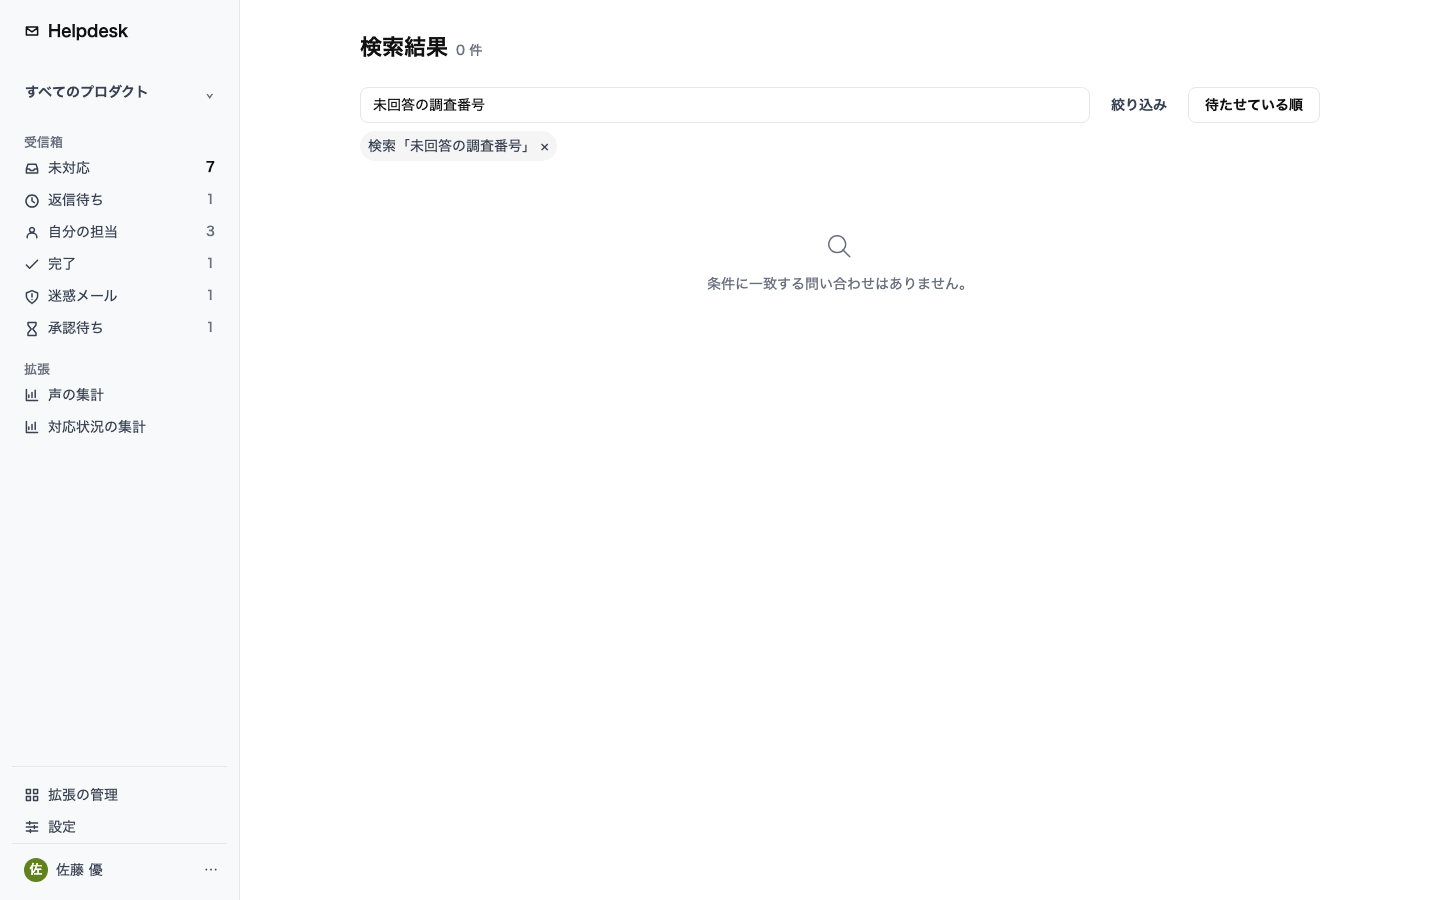 Helpdesk
すべてのプロダクト
受信箱
未対応 7
返信待ち 1
自分の担当 3
完了 1
迷惑メール 1
承認待ち 1
拡張
声の集計
対応状況の集計
拡張の管理
設定
佐 佐藤 優 …
検索結果 0 件
未回答の調査番号 絞り込み 待たせている順
検索「未回答の調査番号」 ×
条件に一致する問い合わせはありません。